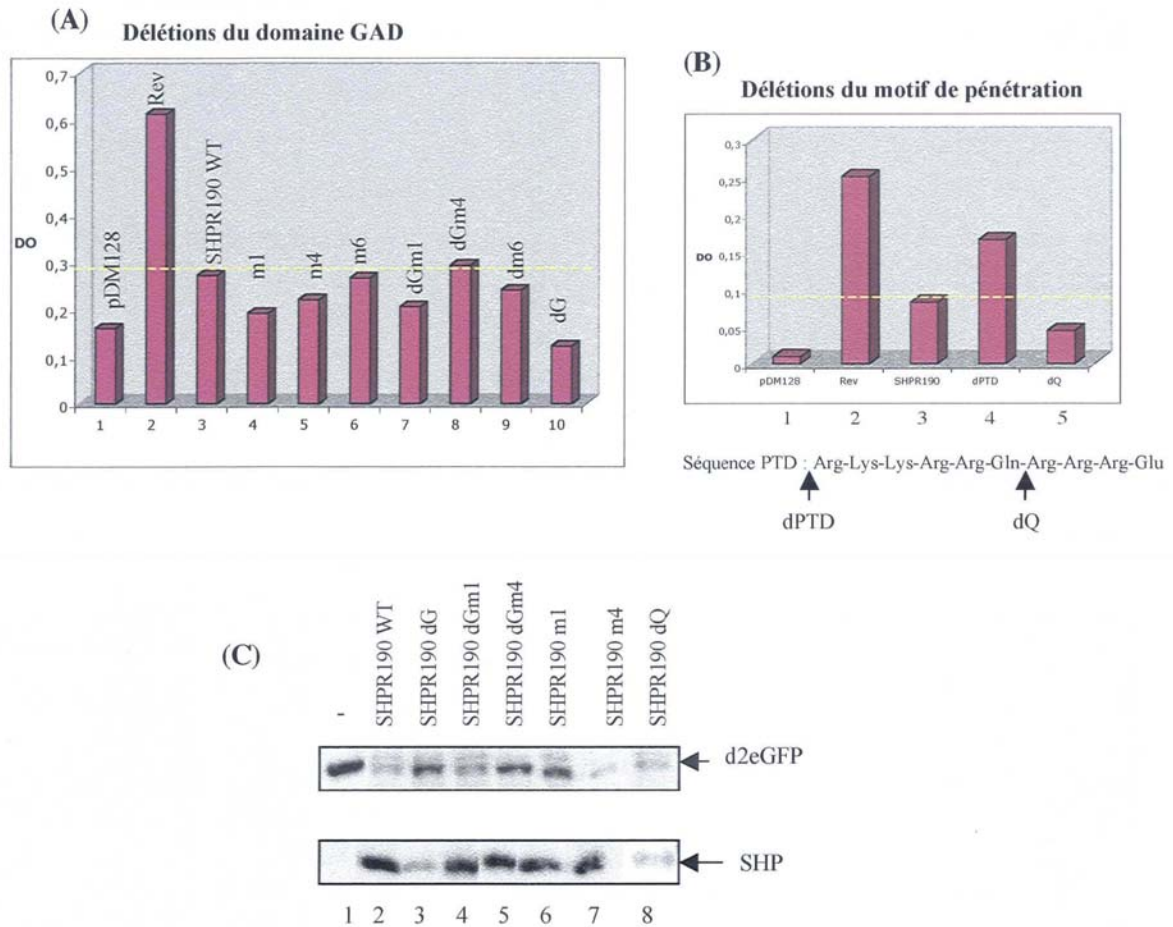 (A)
Délétions du domaine GAD
0,7
0,6
0,5
0,4
0,3
0,2
0,1
0
DO
pDM128
Rev
SHPR190 WT
m1
m4
m6
dGm1
dGm4
dm6
dG
1 2 3 4 5 6 7 8 9 10
(B)
Délétions du motif de pénétration
0,3
0,25
0,2
0,15
0,1
0,05
0
DO
pDM128 Rev SHPR190 dPTD dQ
1 2 3 4 5
Séquence PTD : Arg-Lys-Lys-Arg-Arg-Gln-Arg-Arg-Arg-Glu
dPTD dQ
(C)
-
SHPR190 WT
SHPR190 dG
SHPR190 dGm1
SHPR190 dGm4
SHPR190 m1
SHPR190 m4
SHPR190 dQ
d2eGFP
SHP
1 2 3 4 5 6 7 8